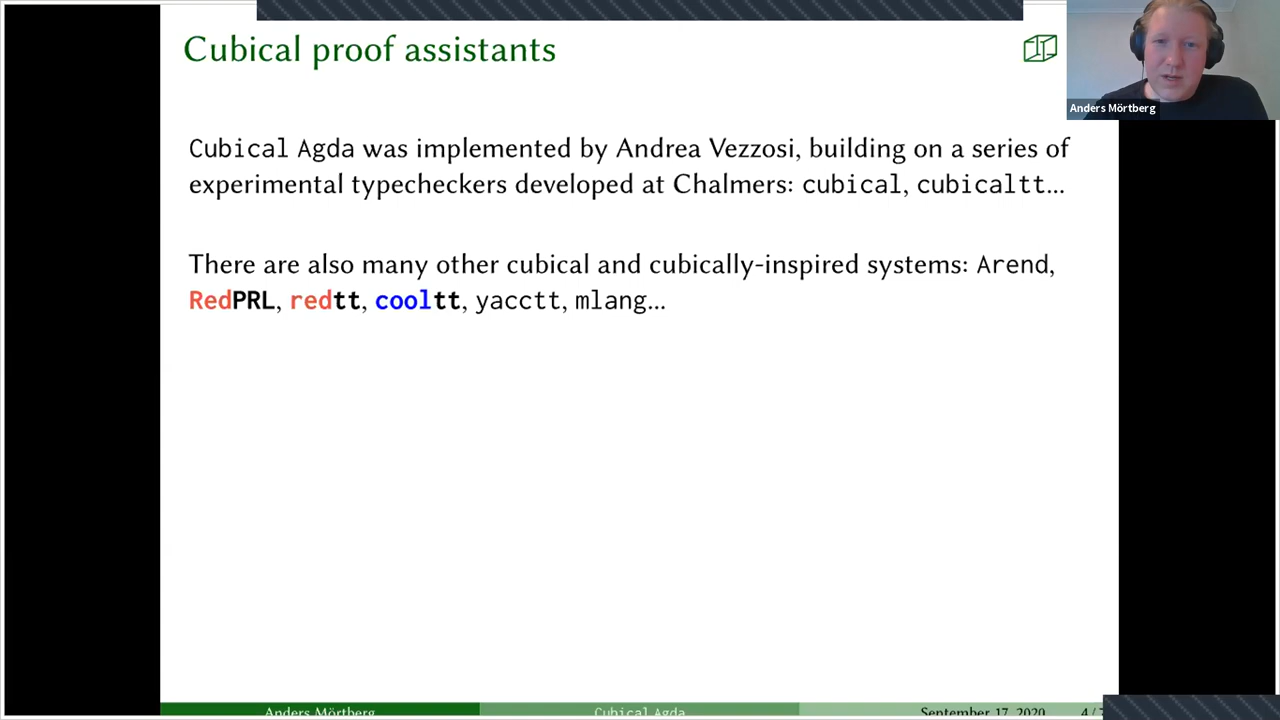 Cubical proof assistants
Anders Mörtberg
Cubical Agda was implemented by Andrea Vezzosi, building on a series of
experimental typecheckers developed at Chalmers: cubical, cubicaltt...
There are also many other cubical and cubically-inspired systems: Arend,
RedPRL, redtt, cooltt, yacctt, mlang...
Anders Mörtberg
Cubical Agda
September 17, 2020
4 /